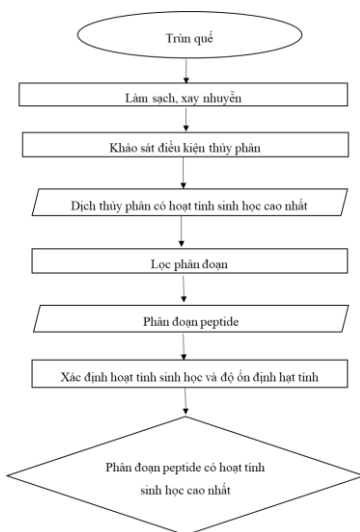 Trùn quế
Làm sạch, xay nhuyễn
Khảo sát điều kiện thủy phân
Dịch thủy phân có hoạt tính sinh học cao nhất
Lọc phân đoạn
Phân đoạn peptide
Xác định hoạt tính sinh học và độ ổn định hạt tính
Phân đoạn peptide có hoạt tính
sinh học cao nhất